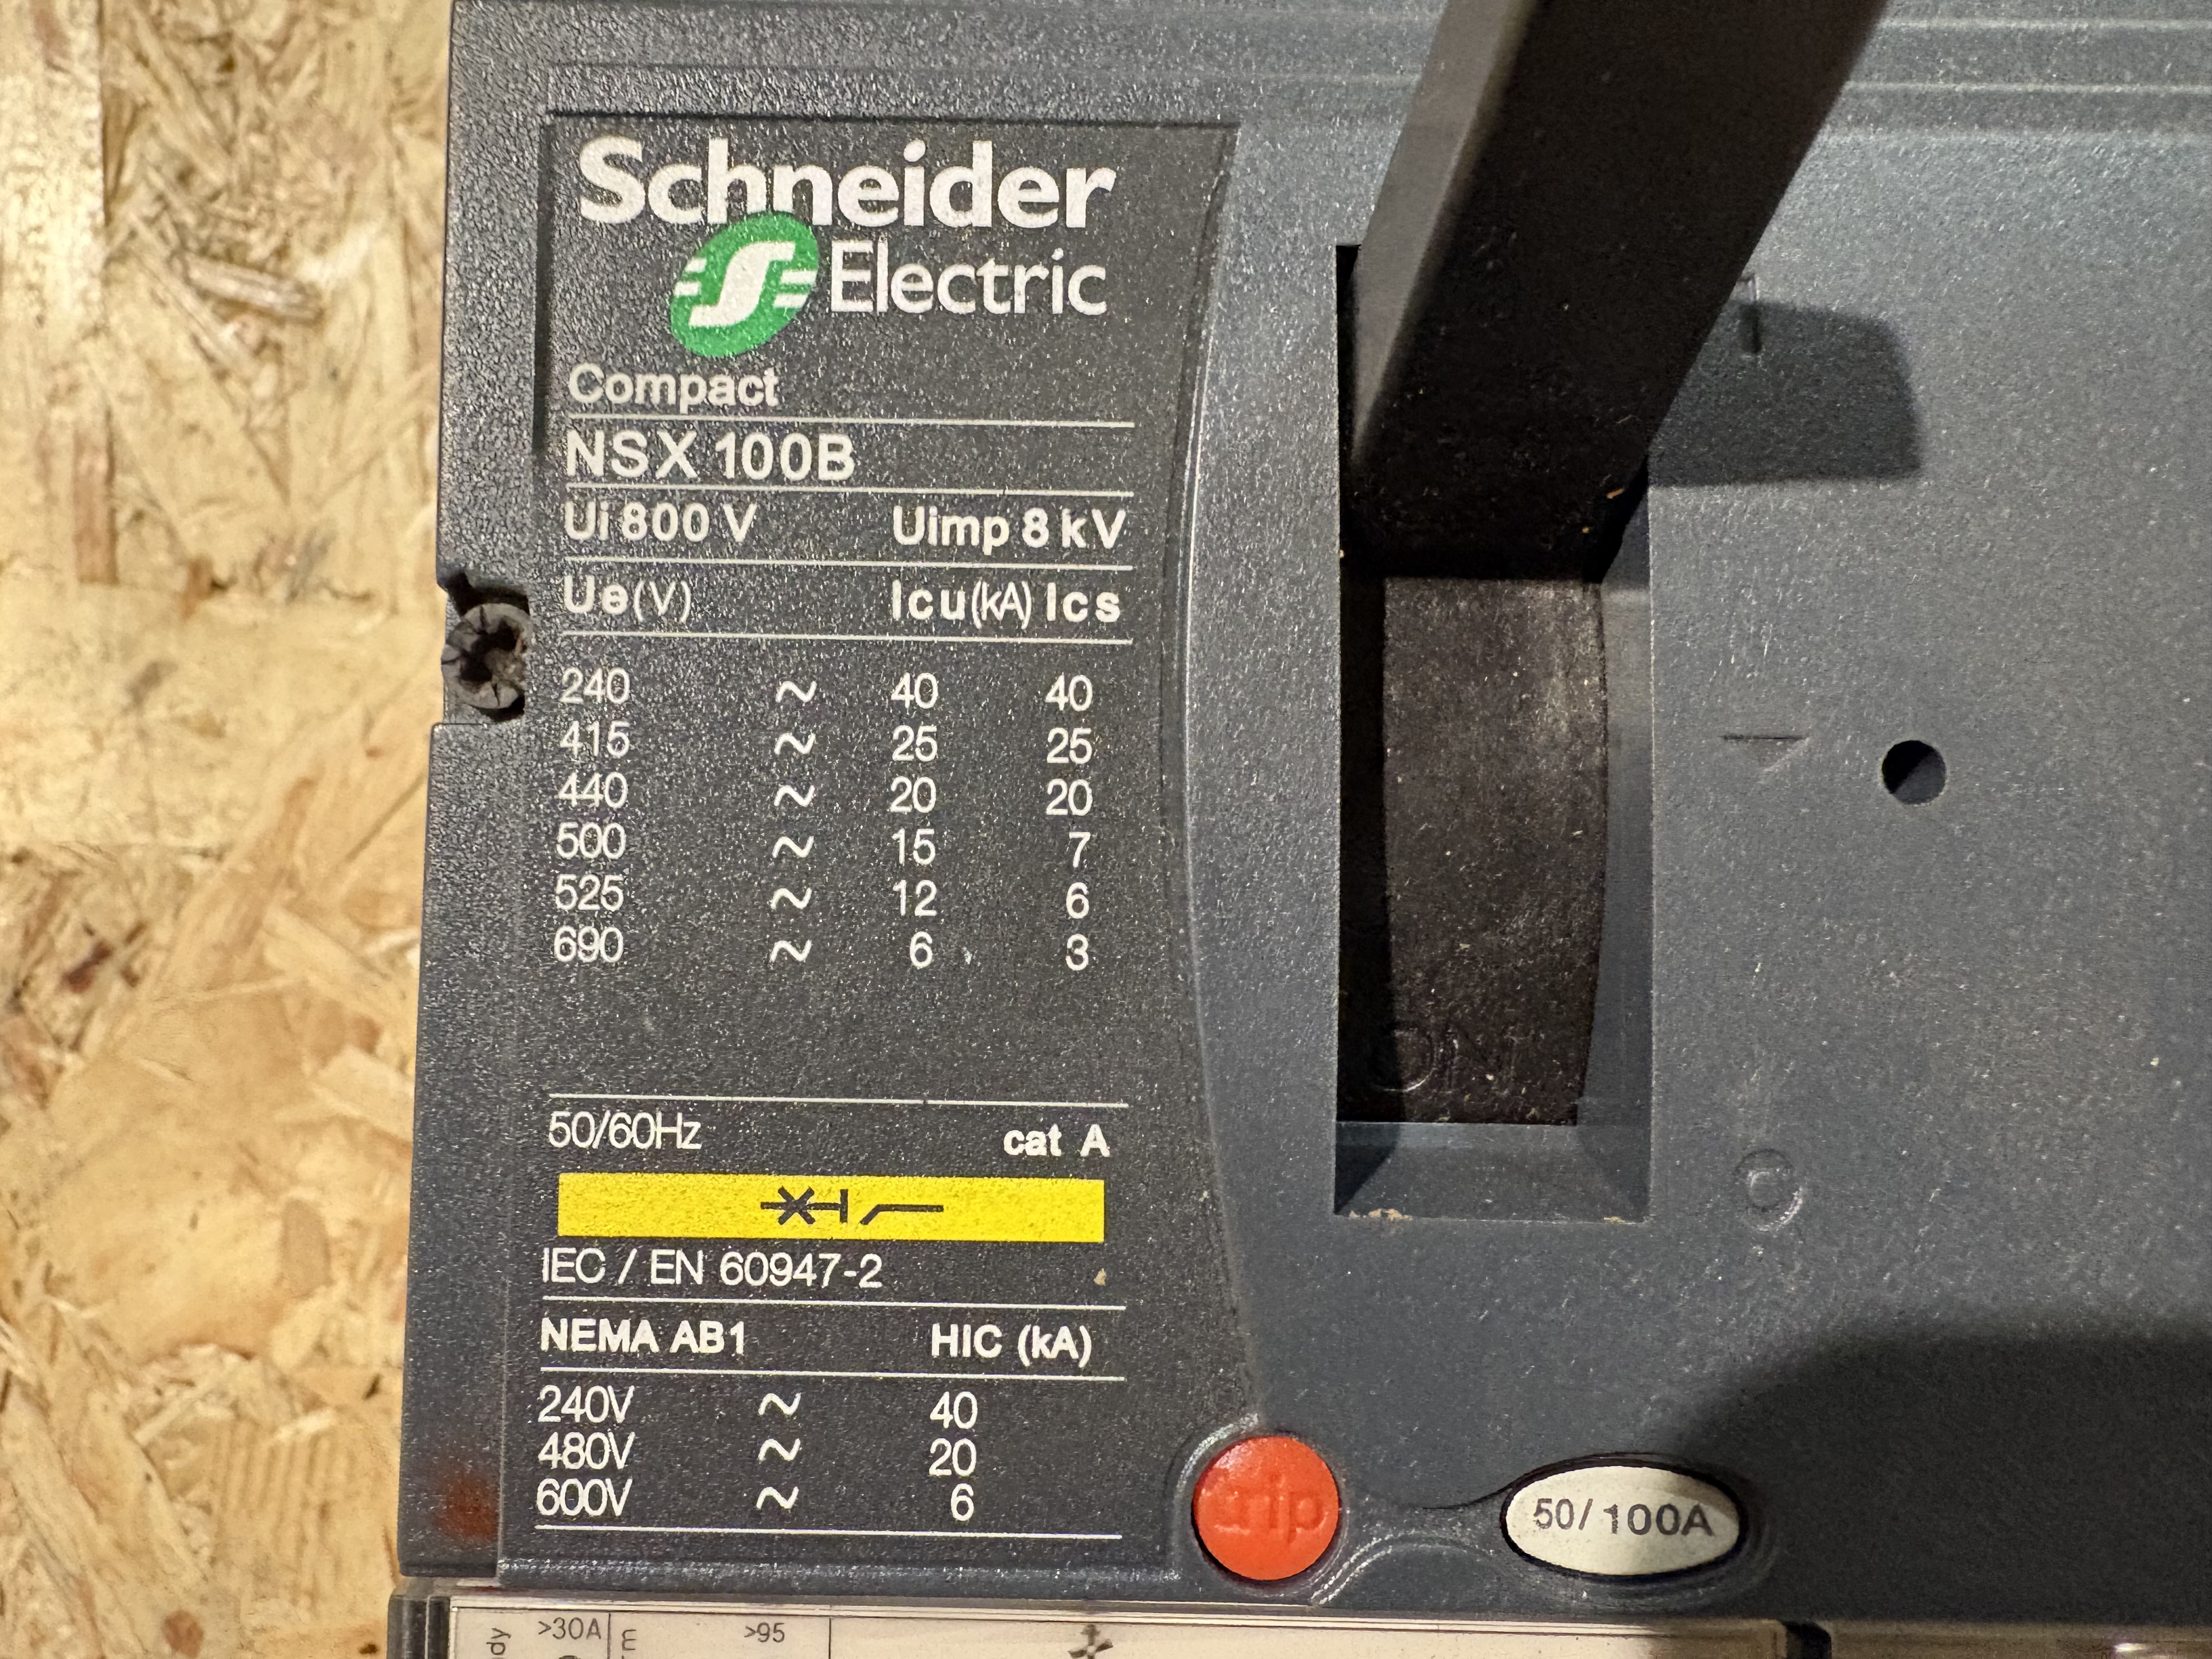 Schneider
Electric
Compact
NSX 100B
Ui 800 V Uimp 8 kV
Ue(V) Icu(kA) Ics
240 ~ 40 40
415 ~ 25 25
440 ~ 20 20
500 ~ 15 7
525 ~ 12 6
690 ~ 6 3
ON
50/60Hz cat A
IEC / EN 60947-2
NEMA AB1 HIC (kA)
240V ~ 40
480V ~ 20
600V ~ 6
trip
50/100A
>30A >95